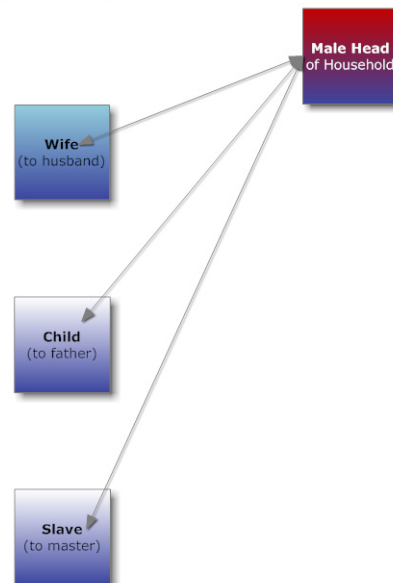 Male Head
of Household
Wife
(to husband)
Child
(to father)
Slave
(to master)